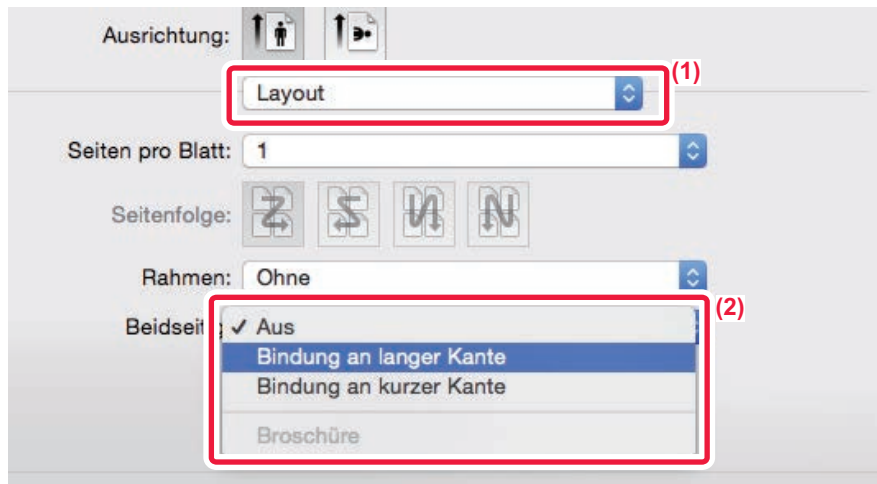 Ausrichtung:
(1)
Layout
Seiten pro Blatt: 1
Seitenfolge:
Rahmen: Ohne
(2)
Beidseitig ✓ Aus
Bindung an langer Kante
Bindung an kurzer Kante
Broschüre